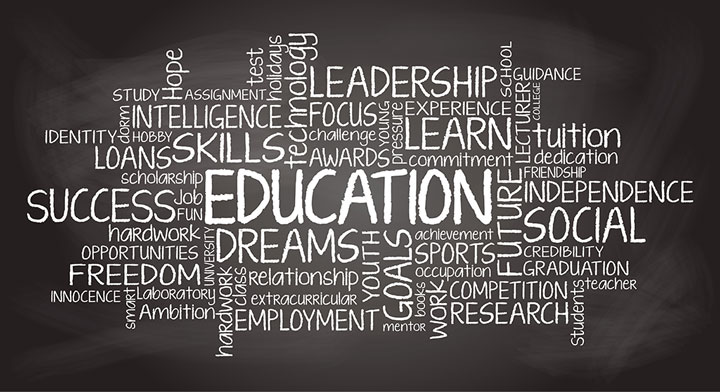 Hope
test
holidays
technology
LEADERSHIP
SCHOOL
GUIDANCE
STUDY
ASSIGNMENT
COLLEGE
dorm
INTELLIGENCE
FOCUS
YOUNG
pressure
EXPERIENCE
LECTURER
IDENTITY
HOBBY
challenge
LEARN
tuition
LOANS
SKILLS
AWARDS
commitment
dedication
scholarship
EDUCATION
FRIENDSHIP
SUCCESS
Job
FUN
FUTURE
INDEPENDENCE
hardwork
UNIVERSITY
DREAMS
YOUTH
GOALS
achievement
SOCIAL
OPPORTUNITIES
SPORTS
CREDIBILITY
FREEDOM
hardwork
class
relationship
occupation
GRADUATION
INNOCENCE
smart
Laboratory
extracurricular
books
WORK
COMPETITION
students
teacher
Ambition
EMPLOYMENT
mentor
RESEARCH